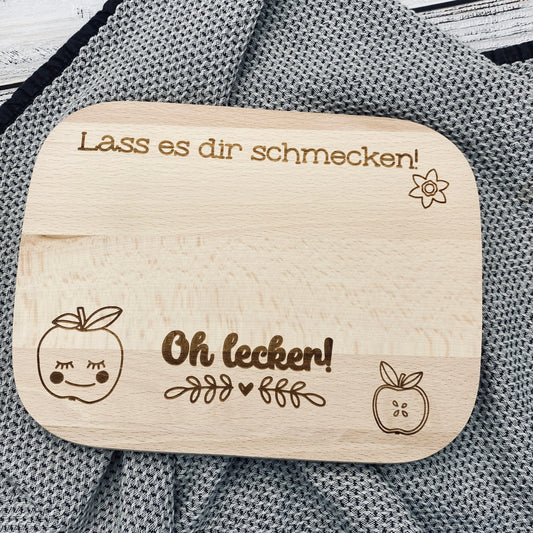 Lass es dir schmecken!
Oh lecker!